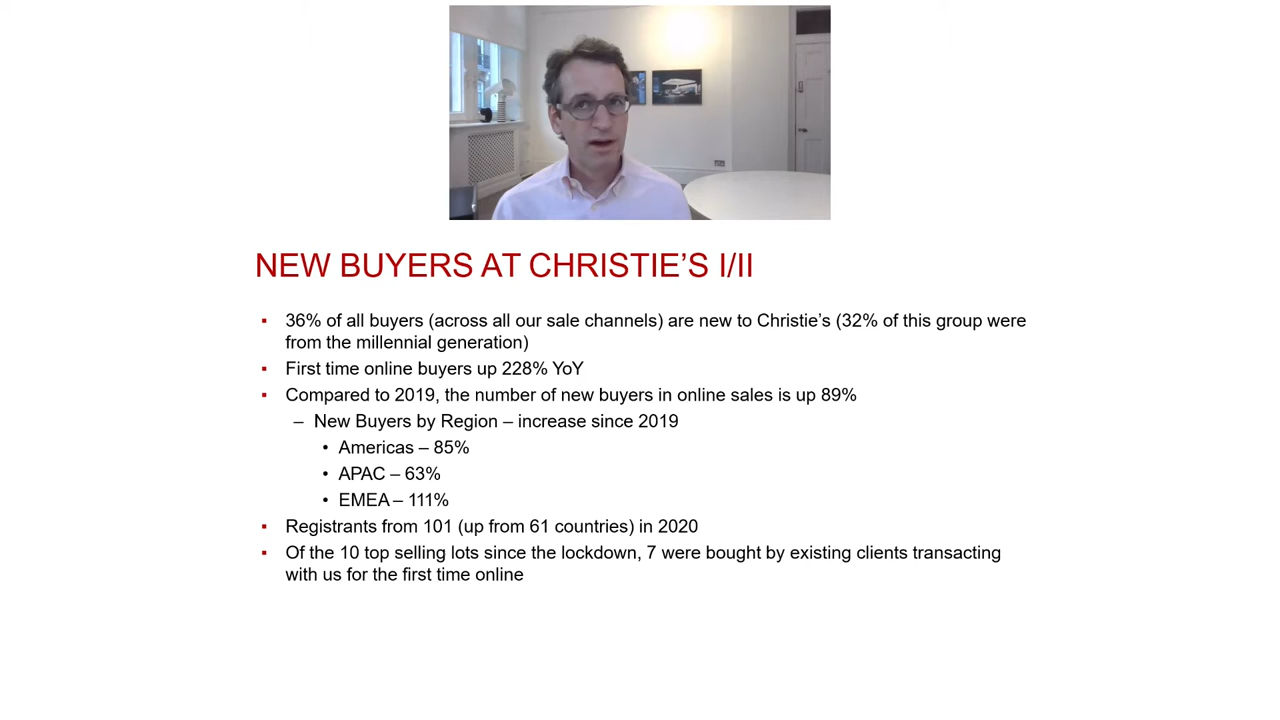 NEW BUYERS AT CHRISTIE’S I/II
▪ 36% of all buyers (across all our sale channels) are new to Christie’s (32% of this group were
from the millennial generation)
▪ First time online buyers up 228% YoY
▪ Compared to 2019, the number of new buyers in online sales is up 89%
– New Buyers by Region – increase since 2019
• Americas – 85%
• APAC – 63%
• EMEA – 111%
▪ Registrants from 101 (up from 61 countries) in 2020
▪ Of the 10 top selling lots since the lockdown, 7 were bought by existing clients transacting
with us for the first time online